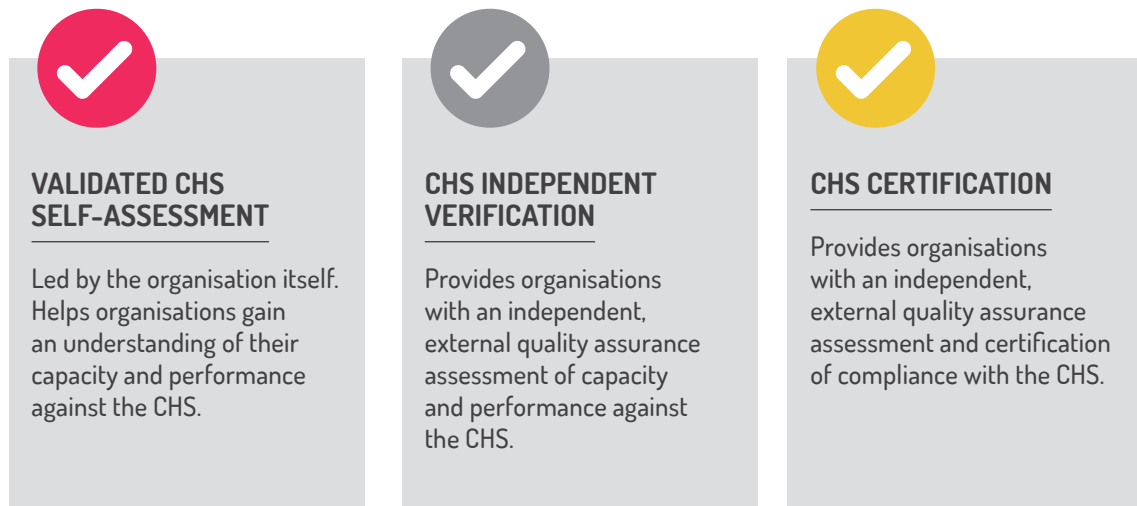 VALIDATED CHS
SELF-ASSESSMENT
Led by the organisation itself.
Helps organisations gain
an understanding of their
capacity and performance
against the CHS.
CHS INDEPENDENT
VERIFICATION
Provides organisations
with an independent,
external quality assurance
assessment of capacity
and performance against
the CHS.
CHS CERTIFICATION
Provides organisations
with an independent,
external quality assurance
assessment and certification
of compliance with the CHS.